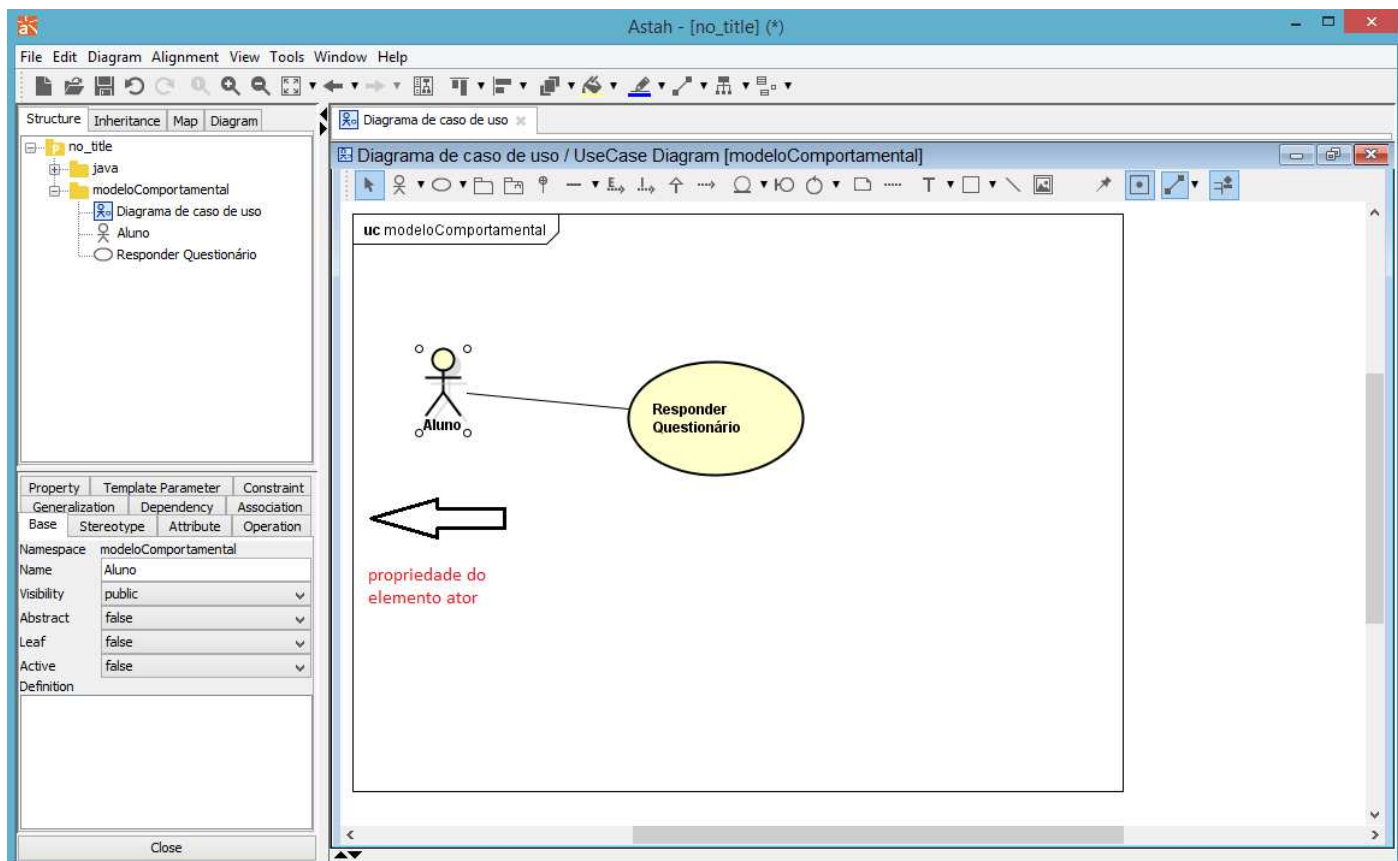 Astah - [no_title] (*)
File Edit Diagram Alignment View Tools Window Help
Structure Inheritance Map Diagram
no_title
java
modeloComportamental
Diagrama de caso de uso
Aluno
Responder Questionário
Diagrama de caso de uso
Diagrama de caso de uso / UseCase Diagram [modeloComportamental]
uc modeloComportamental
Aluno
Responder
Questionário
propriedade do
elemento ator
Property Template Parameter Constraint
Generalization Dependency Association
Base Stereotype Attribute Operation
Namespace modeloComportamental
Name Aluno
Visibility public
Abstract false
Leaf false
Active false
Definition
Close